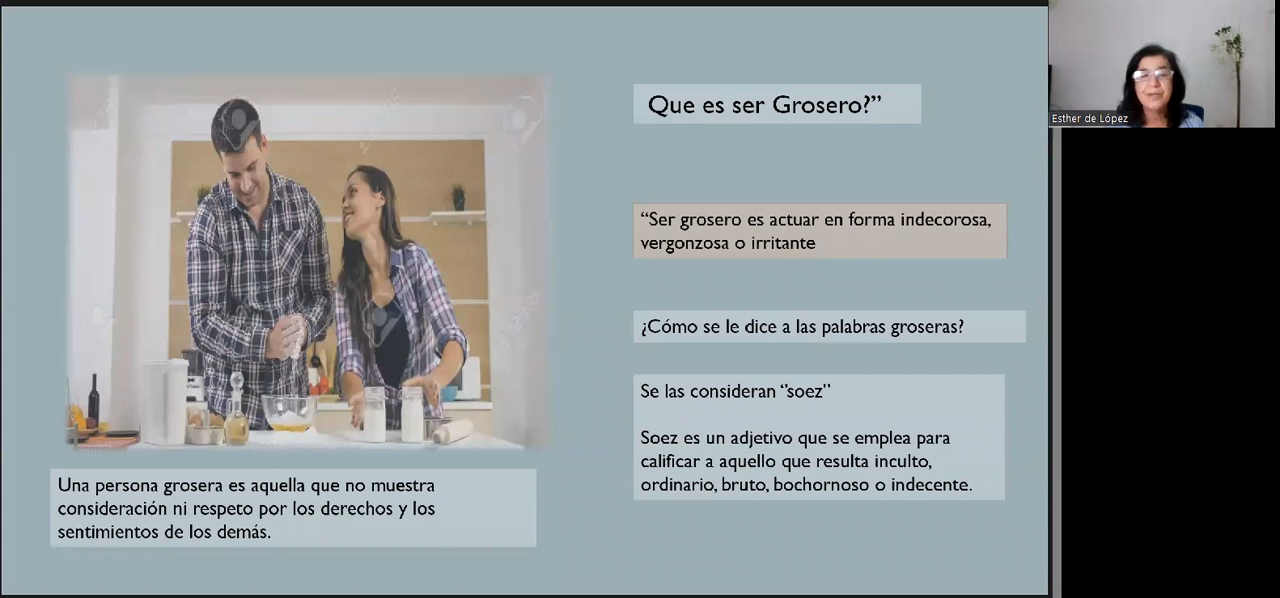 Que es ser Grosero?”
“Ser grosero es actuar en forma indecorosa,
vergonzosa o irritante
¿Cómo se le dice a las palabras groseras?
Se las consideran “soez”
Soez es un adjetivo que se emplea para
calificar a aquello que resulta inculto,
ordinario, bruto, bochornoso o indecente.
Una persona grosera es aquella que no muestra
consideración ni respeto por los derechos y los
sentimientos de los demás.
Esther de López